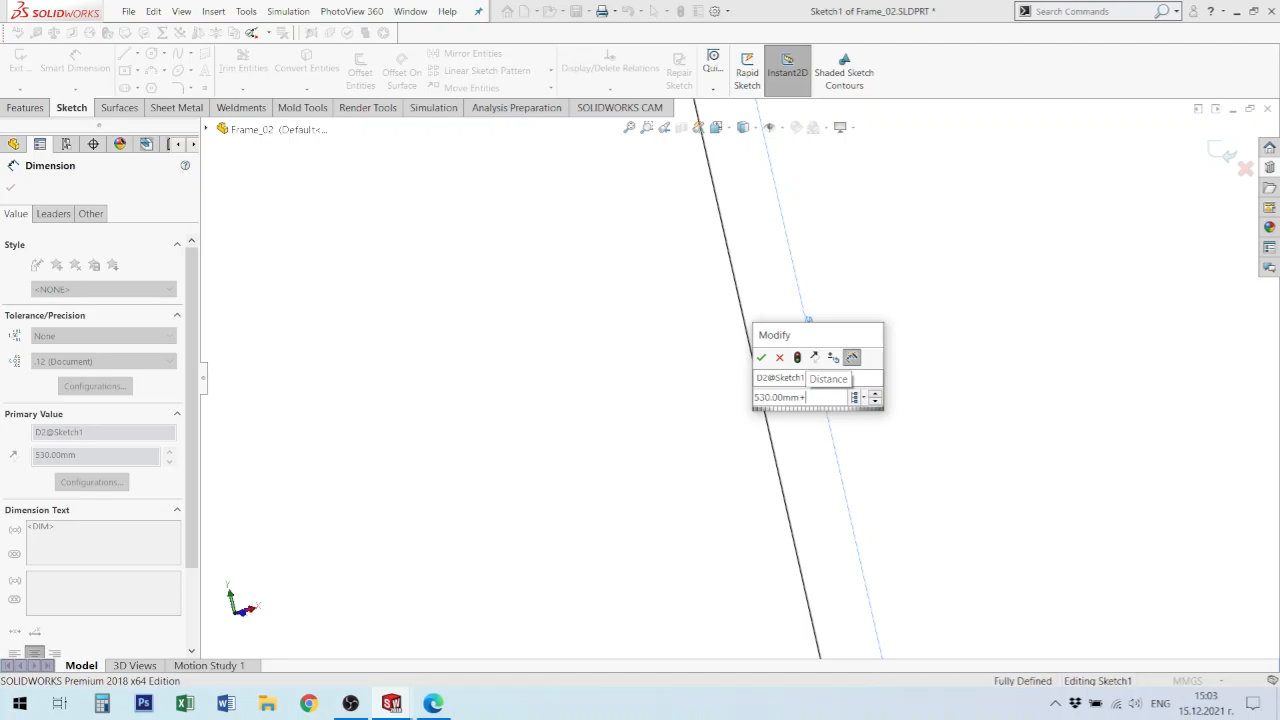 SOLIDWORKS File Edit View Insert Tools Simulation PhotoView 360 Window Help Sketch1 of Frame_02.SLDPRT * Search Commands
Exit ... Smart Dimension Trim Entities Convert Entities Offset Entities Offset On Surface Mirror Entities Linear Sketch Pattern Move Entities Display/Delete Relations Repair Sketch Qui... Rapid Sketch Instant2D Shaded Sketch Contours
Features Sketch Surfaces Sheet Metal Weldments Mold Tools Render Tools Simulation Analysis Preparation SOLIDWORKS CAM
Frame_02 (Default<...
Dimension
Value Leaders Other
Style
<NONE>
Tolerance/Precision
None
.12 (Document)
Configurations...
Primary Value
D2@Sketch1
530.00mm
Configurations...
Dimension Text
<DIM>
Modify
D2@Sketch1 Distance
530.00mm+
Y
X
Model 3D Views Motion Study 1
SOLIDWORKS Premium 2018 x64 Edition Fully Defined Editing Sketch1 MMGS
ENG 15:03
15.12.2021 г.